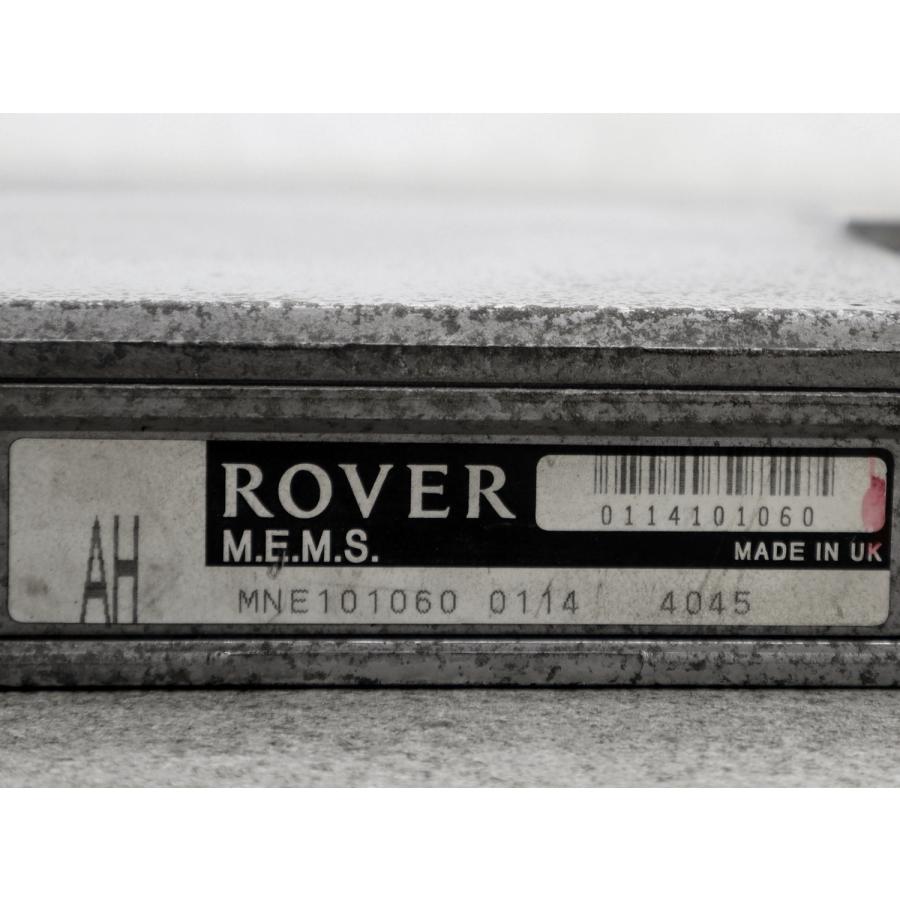 AH
ROVER
M.E.M.S.
0114101060
MADE IN UK
MNE101060 0114 4045